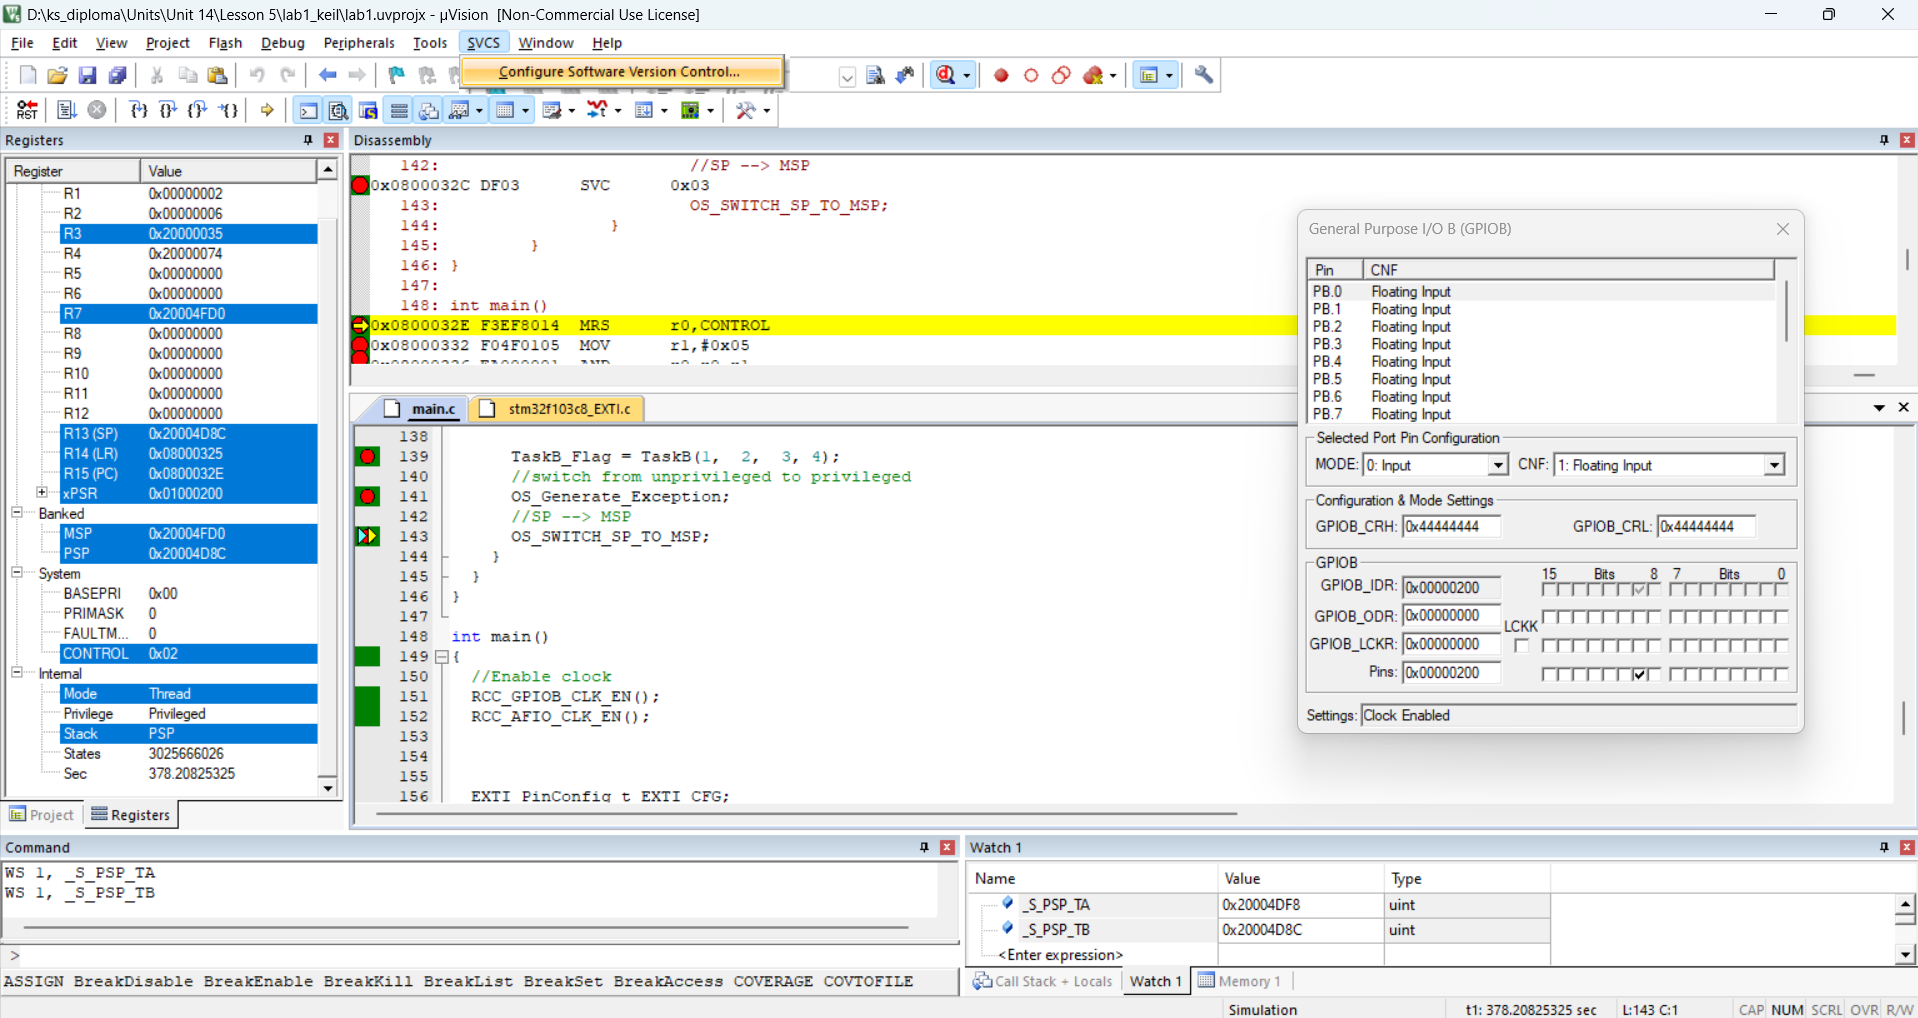 D:\ks_diploma\Units\Unit 14\Lesson 5\lab1_keil\lab1.uvprojx - µVision [Non-Commercial Use License]
File Edit View Project Flash Debug Peripherals Tools SVCS Window Help
Configure Software Version Control...
RST
Registers
Register Value
R1 0x00000002
R2 0x00000006
R3 0x20000035
R4 0x20000074
R5 0x00000000
R6 0x00000000
R7 0x20004FD0
R8 0x00000000
R9 0x00000000
R10 0x00000000
R11 0x00000000
R12 0x00000000
R13 (SP) 0x20004D8C
R14 (LR) 0x08000325
R15 (PC) 0x0800032E
xPSR 0x01000200
Banked
MSP 0x20004FD0
PSP 0x20004D8C
System
BASEPRI 0x00
PRIMASK 0
FAULTM... 0
CONTROL 0x02
Internal
Mode Thread
Privilege Privileged
Stack PSP
States 3025666026
Sec 378.20825325
Project Registers
Disassembly
142: //SP --> MSP
0x0800032C DF03 SVC 0x03
143: OS_SWITCH_SP_TO_MSP;
144: }
145: }
146: }
147:
148: int main()
0x0800032E F3EF8014 MRS r0,CONTROL
0x08000332 F04F0105 MOV r1,#0x05
main.c stm32f103c8_EXTI.c
138
139 TaskB_Flag = TaskB(1, 2, 3, 4);
140 //switch from unprivileged to privileged
141 OS_Generate_Exception;
142 //SP --> MSP
143 OS_SWITCH_SP_TO_MSP;
144 }
145 }
146 }
147
148 int main()
149 {
150 //Enable clock
151 RCC_GPIOB_CLK_EN();
152 RCC_AFIO_CLK_EN();
153
154
155
156 EXTI_PinConfig_t EXTI_CFG;
General Purpose I/O B (GPIOB)
Pin CNF
PB.0 Floating Input
PB.1 Floating Input
PB.2 Floating Input
PB.3 Floating Input
PB.4 Floating Input
PB.5 Floating Input
PB.6 Floating Input
PB.7 Floating Input
Selected Port Pin Configuration
MODE: 0: Input CNF: 1: Floating Input
Configuration & Mode Settings
GPIOB_CRH: 0x44444444 GPIOB_CRL: 0x44444444
GPIOB
15 Bits 8 7 Bits 0
GPIOB_IDR: 0x00000200
GPIOB_ODR: 0x00000000
LCKK
GPIOB_LCKR: 0x00000000
Pins: 0x00000200
Settings: Clock Enabled
Command
WS 1, _S_PSP_TA
WS 1, _S_PSP_TB
>
ASSIGN BreakDisable BreakEnable BreakKill BreakList BreakSet BreakAccess COVERAGE COVTOFILE
Watch 1
Name Value Type
_S_PSP_TA 0x20004DF8 uint
_S_PSP_TB 0x20004D8C uint
<Enter expression>
Call Stack + Locals Watch 1 Memory 1
Simulation t1: 378.20825325 sec L:143 C:1 CAP NUM SCRL OVR R/W